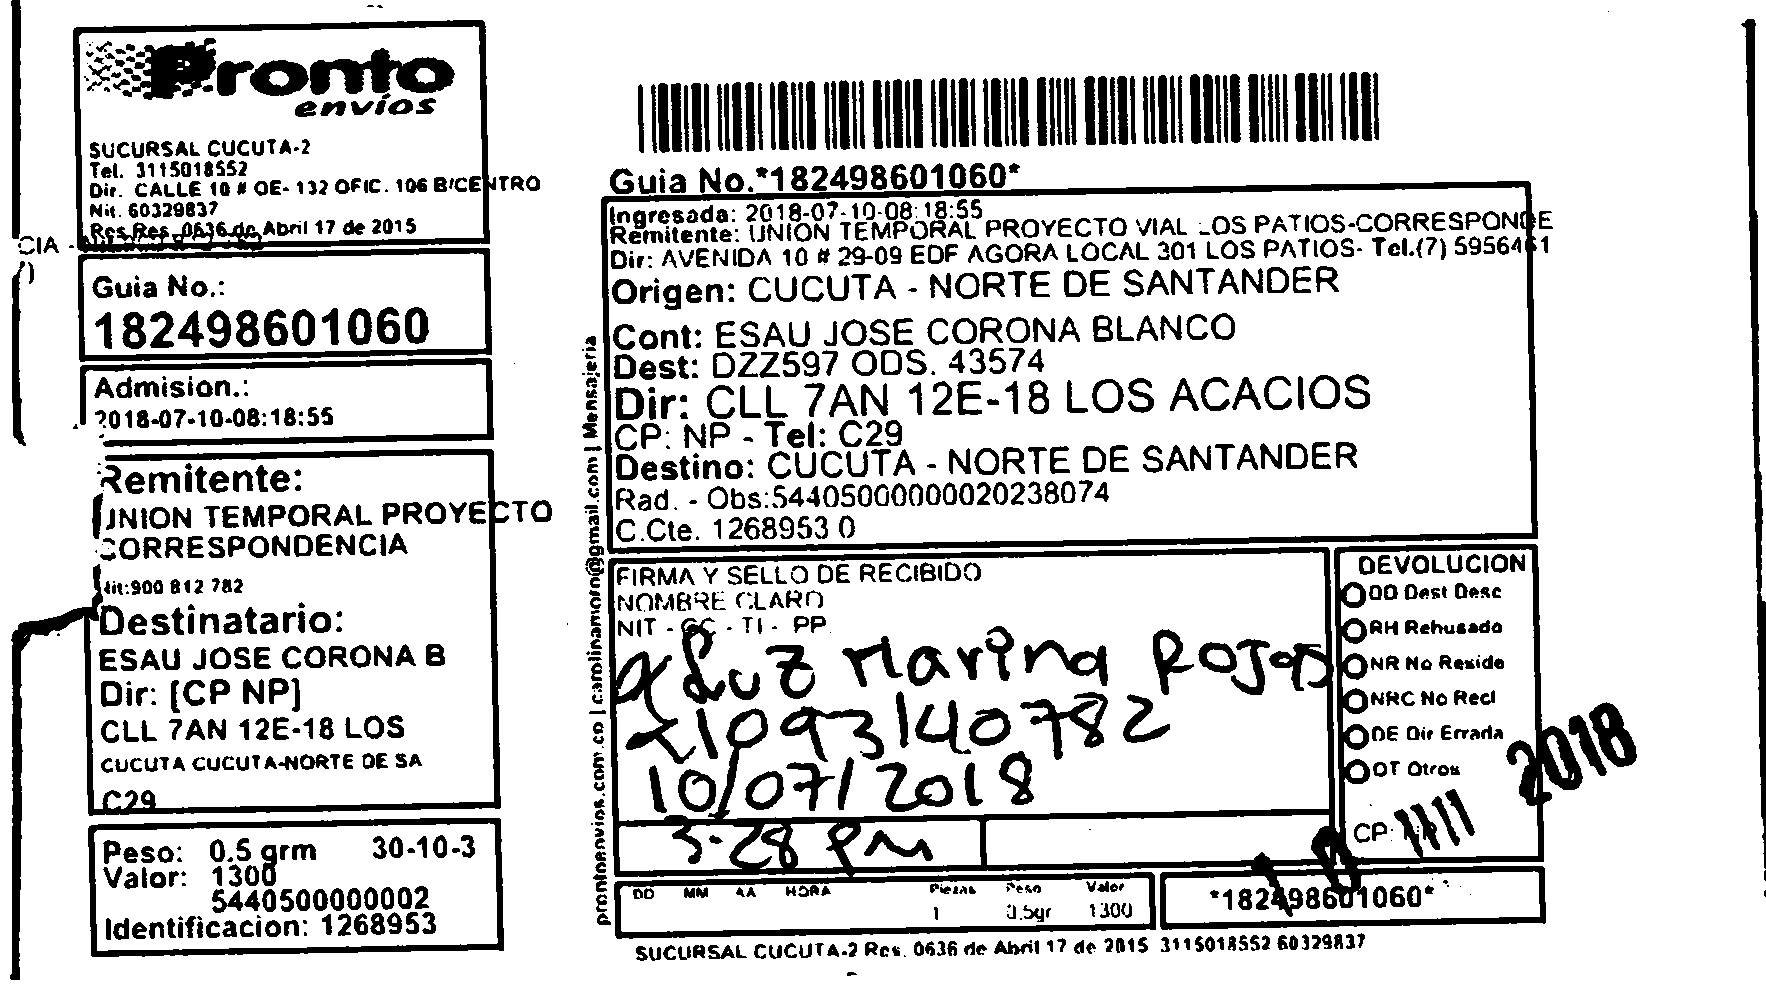 Pronto
envíos
SUCURSAL CUCUTA-2
Tel. 3115018552
Dir. CALLE 10 # OE- 132 OFIC. 106 B/CENTRO
Nit. 60329837
Res.Res. 0636 de Abril 17 de 2015
CIA -
Guia No.:
182498601060
Admision.:
2018-07-10-08:18:55
Remitente:
UNION TEMPORAL PROYECTO
CORRESPONDENCIA
Nit:900 812 782
Destinatario:
ESAU JOSE CORONA B
Dir: [CP NP]
CLL 7AN 12E-18 LOS
CUCUTA CUCUTA-NORTE DE SA
C29
Peso: 0.5 grm 30-10-3
Valor: 1300
5440500000002
Identificacion: 1268953
Guia No.*182498601060*
Ingresada: 2018-07-10-08:18:55
Remitente: UNION TEMPORAL PROYECTO VIAL LOS PATIOS-CORRESPONDE
Dir: AVENIDA 10 # 29-09 EDF AGORA LOCAL 301 LOS PATIOS- Tel.(7) 5956461
Origen: CUCUTA - NORTE DE SANTANDER
Cont: ESAU JOSE CORONA BLANCO
Dest: DZZ597 ODS. 43574
Dir: CLL 7AN 12E-18 LOS ACACIOS
CP: NP - Tel: C29
Destino: CUCUTA - NORTE DE SANTANDER
Rad. - Obs:54405000000020238074
C.Cte. 1268953 0
prontoenvios.com.co | carolinamoro@gmail.com | Mensajeria
FIRMA Y SELLO DE RECIBIDO
NOMBRE CLARO
NIT - CC - TI - PP
Luz Marina Rojas
1093140782
10/07/2018
3:28 PM
DEVOLUCION
DD Dest Desc
RH Rehusado
NR No Reside
NRC No Recl
DE Dir Errada
OT Otros
CP: NP
2018
DD MM AA HORA Piezas Peso Valor
1 0.5gr 1300
*182498601060*
SUCURSAL CUCUTA-2 Res. 0636 de Abril 17 de 2015 3115018552 60329837